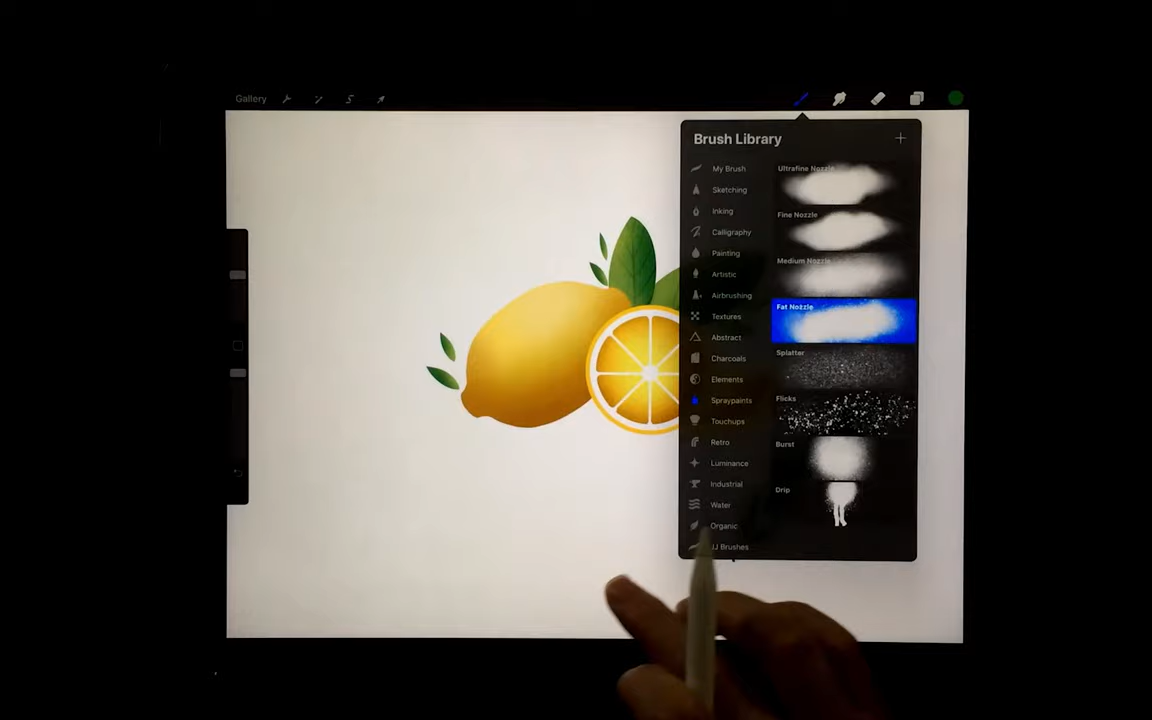 Gallery
Brush Library
My Brush
Sketching
Inking
Calligraphy
Painting
Artistic
Airbrushing
Textures
Abstract
Charcoals
Elements
Spraypaints
Touchups
Retro
Luminance
Industrial
Water
Organic
JJ Brushes
Ultrafine Nozzle
Fine Nozzle
Medium Nozzle
Fat Nozzle
Splatter
Flicks
Burst
Drip